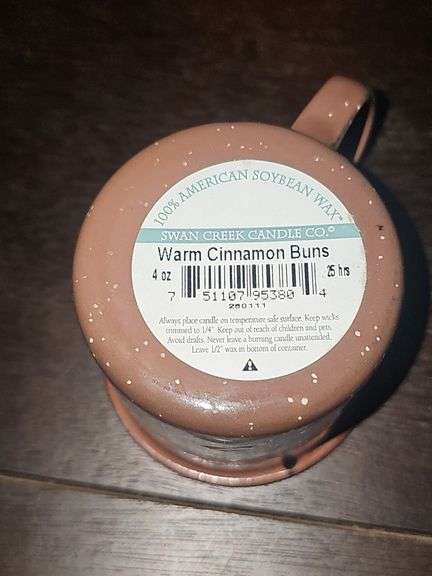 100% AMERICAN SOYBEAN WAX™
SWAN CREEK CANDLE CO.®
Warm Cinnamon Buns
4 oz 25 hrs
7 51107 95380 4
280111
Always place candle on temperature safe surface. Keep wicks
trimmed to 1/4" Keep out of reach of children and pets.
Avoid drafts. Never leave a burning candle unattended.
Leave 1/2" wax in bottom of container.